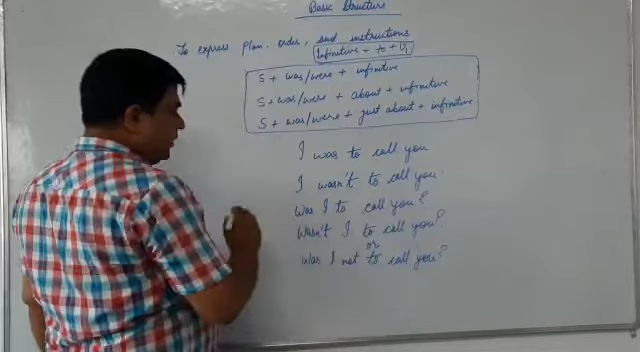 Basic Structure
To express plan, order, and instructions
Infinitive - to + V1
S + was/were + infinitive
S + was/were + about + infinitive
S + was/were + just about + infinitive
I was to call you
I wasn't to call you.
Was I to call you?
Wasn't I to call you?
or
Was I not to call you?